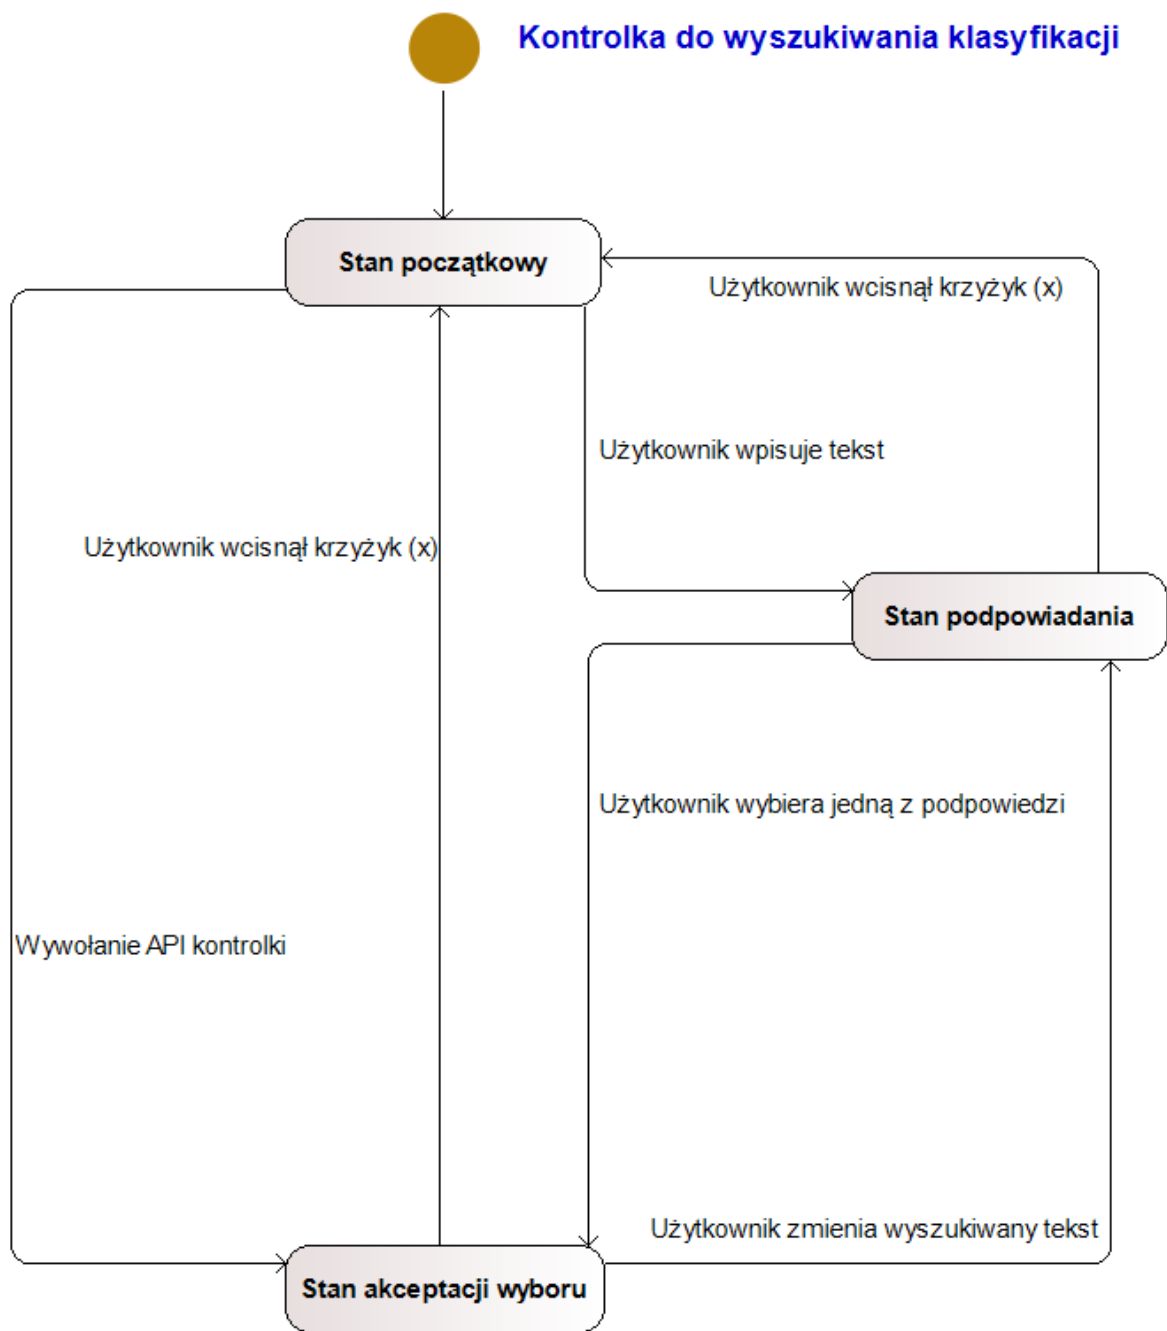 Kontrolka do wyszukiwania klasyfikacji
Stan początkowy
Użytkownik wcisnął krzyżyk (x)
Użytkownik wpisuje tekst
Użytkownik wcisnął krzyżyk (x)
Stan podpowiadania
Użytkownik wybiera jedną z podpowiedzi
Wywołanie API kontrolki
Użytkownik zmienia wyszukiwany tekst
Stan akceptacji wyboru